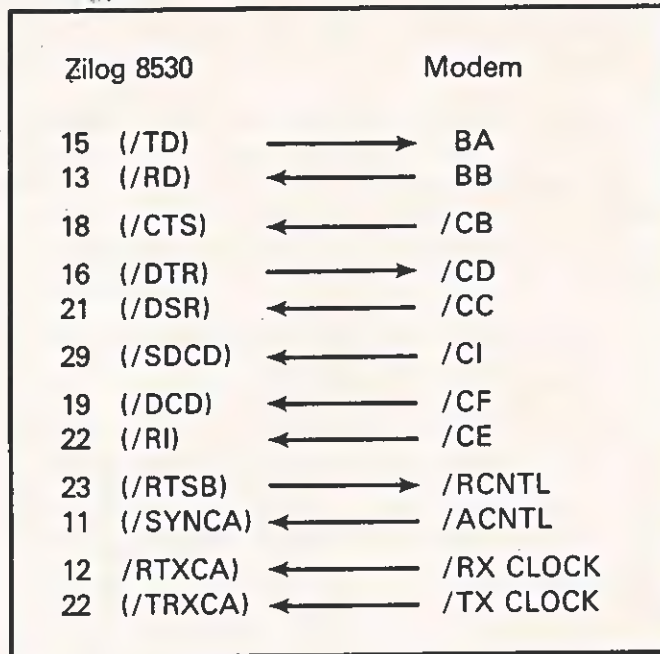 Zilog 8530 Modem
15 (/TD) BA
13 (/RD) BB
18 (/CTS) /CB
16 (/DTR) /CD
21 (/DSR) /CC
29 (/SDCD) /CI
19 (/DCD) /CF
22 (/RI) /CE
23 (/RTSB) /RCNTL
11 (/SYNCA) /ACNTL
12 /RTXCA) /RX CLOCK
22 (/TRXCA) /TX CLOCK